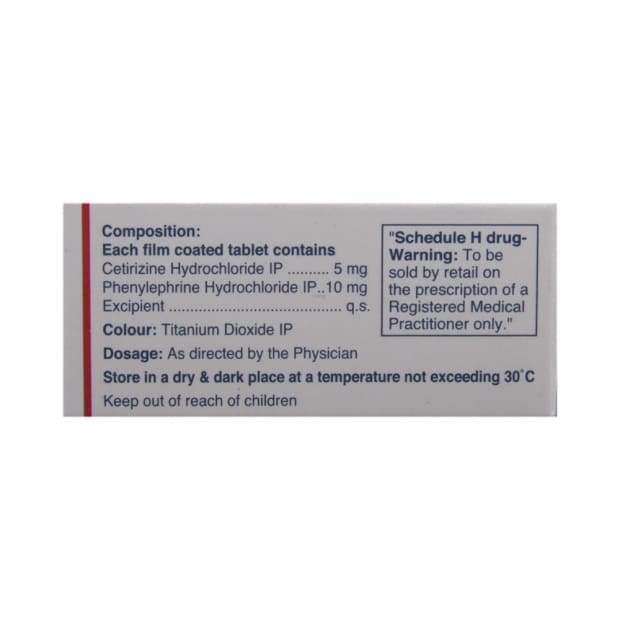 Composition:
Each film coated tablet contains
Cetirizine Hydrochloride IP .......... 5 mg
Phenylephrine Hydrochloride IP..10 mg
Excipient ......................................... q.s.
Colour: Titanium Dioxide IP
Dosage: As directed by the Physician
Store in a dry & dark place at a temperature not exceeding 30°C
Keep out of reach of children
"Schedule H drug-
Warning: To be
sold by retail on
the prescription of a
Registered Medical
Practitioner only."